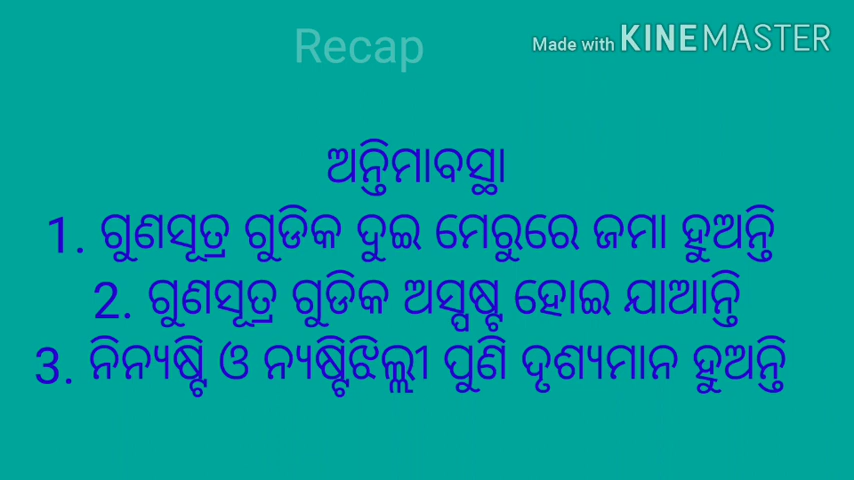 Recap
Made with KINEMASTER
ଅନ୍ତିମାବସ୍ଥା
1. ଗୁଣସୂତ୍ର ଗୁଡିକ ଦୁଇ ମେରୁରେ ଜମା ହୁଅନ୍ତି
2. ଗୁଣସୂତ୍ର ଗୁଡିକ ଅସ୍ପଷ୍ଟ ହୋଇ ଯାଆନ୍ତି
3. ନିନ୍ୟଷ୍ଟି ଓ ନ୍ୟଷ୍ଟିଝିଲ୍ଲୀ ପୁଣି ଦୃଶ୍ୟମାନ ହୁଅନ୍ତି